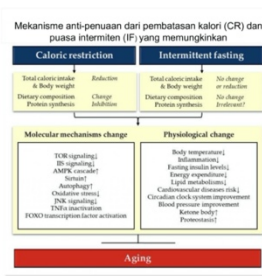 Mekanisme anti-penuaan dari pembatasan kalori (CR) dan
puasa intermiten (IF) yang memungkinkan
Caloric restriction
Intermittent fasting
Total caloric intake
& Body weight
Reduction
Dietary composition
Change
Protein synthesis
Inhibition
Total caloric intake
& Body weight
No change
or reduction
Dietary composition
No change
Protein synthesis
Irrelevant?
Molecular mechanisms change
TOR signaling↓
IIS signaling↓
AMPK cascade↑
Sirtuin↑
Autophagy↑
Oxidative stress↓
JNK signaling↓
TNFα inactivation
FOXO transcription factor activation
Physiological change
Body temperature↓
Inflammation↓
Fasting insulin levels↓
Energy expenditure↓
Lipid metabolism↓
Cardiovascular diseases risk↓
Circadian clock system improvement
Blood pressure improvement
Ketone body↑
Proteostasis↑
Aging